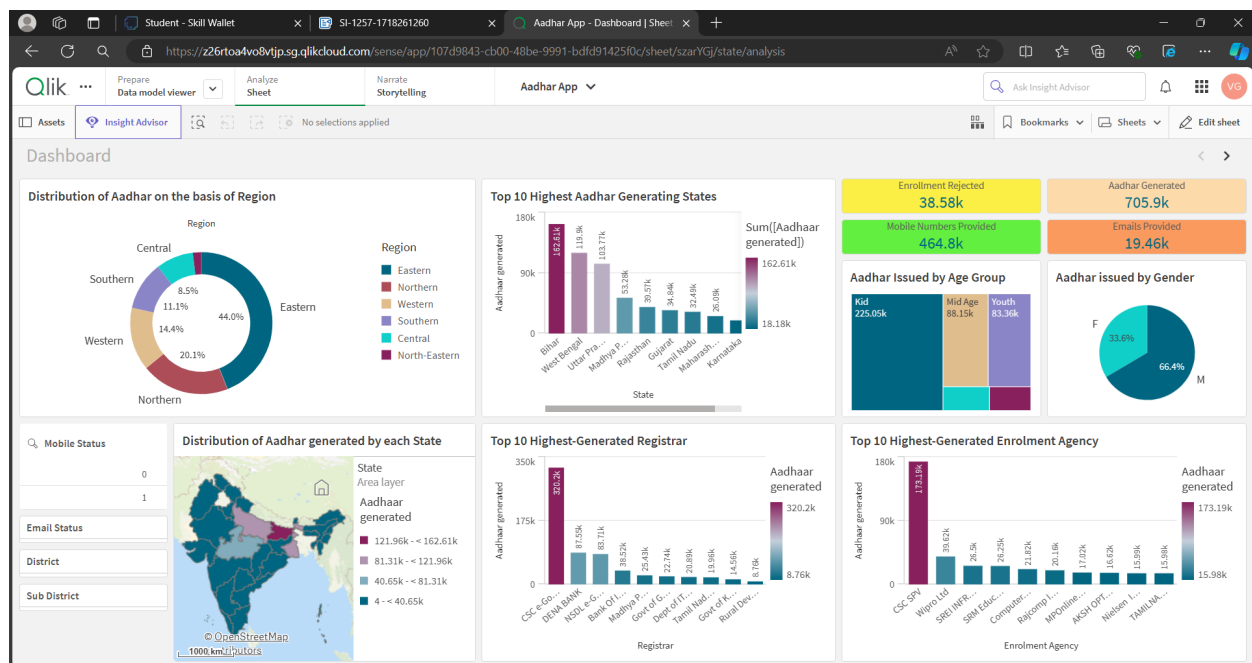 Student - Skill Wallet
SI-1257-1718261260
Aadhar App - Dashboard | Sheet
https://z26rtoa4vo8vtjp.sg.qlikcloud.com/sense/app/107d9843-cb00-48be-9991-bdfd91425f0c/sheet/szarYGj/state/analysis
Qlik
Prepare
Data model viewer
Analyze
Sheet
Narrate
Storytelling
Aadhar App
Ask Insight Advisor
VG
Assets
Insight Advisor
No selections applied
Bookmarks
Sheets
Edit sheet
Dashboard
Distribution of Aadhar on the basis of Region
Region
Central
Southern
Western
Northern
Eastern
8.5%
11.1%
14.4%
20.1%
44.0%
Region
Eastern
Northern
Western
Southern
Central
North-Eastern
Top 10 Highest Aadhar Generating States
Aadhaar generated
180k
90k
0
162.61k
119.9k
103.77k
53.28k
39.57k
34.84k
32.49k
26.09k
Bihar
West Bengal
Uttar Pra...
Madhya P...
Rajasthan
Gujarat
Tamil Nadu
Maharash...
Karnataka
State
Sum([Aadhaar
generated])
162.61k
18.18k
Enrollment Rejected
38.58k
Aadhar Generated
705.9k
Mobile Numbers Provided
464.8k
Emails Provided
19.46k
Aadhar Issued by Age Group
Kid
225.05k
Mid Age
88.15k
Youth
83.36k
Aadhar issued by Gender
F
33.6%
66.4%
M
Mobile Status
0
1
Email Status
District
Sub District
Distribution of Aadhar generated by each State
State
Area layer
Aadhaar
generated
121.96k - < 162.61k
81.31k - < 121.96k
40.65k - < 81.31k
4 - < 40.65k
© OpenStreetMap
1000 km
tributors
Top 10 Highest-Generated Registrar
Aadhaar generated
350k
175k
0
320.2k
87.55k
83.71k
38.52k
25.43k
22.74k
20.89k
19.96k
14.56k
8.76k
CSC e-Go...
DENA BANK
NSDL e-G...
Bank Of I...
Madhya P...
Govt of G...
Dept of IT...
Tamil Nad...
Govt of K...
Rural Dev...
Registrar
Aadhaar
generated
320.2k
8.76k
Top 10 Highest-Generated Enrolment Agency
Aadhaar generated
180k
90k
0
173.19k
39.62k
26.5k
26.25k
21.82k
20.16k
17.02k
16.62k
15.99k
15.98k
CSC SPV
Wipro Ltd
SREI INFR...
SRM Educ...
Computer...
Rajcomp I...
MPOnline...
AKSH OPT...
Nielsen I...
TAMILNA...
Enrolment Agency
Aadhaar
generated
173.19k
15.98k